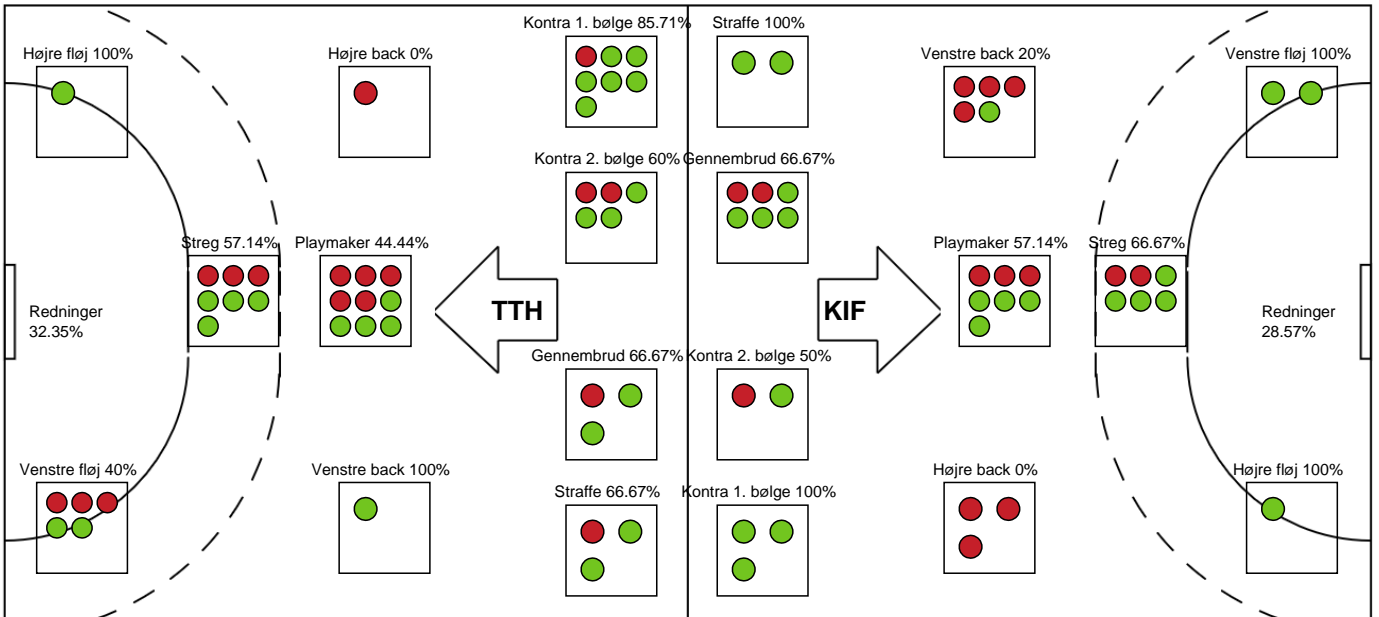 Kontra 1. bølge 85.71%
Straffe 100%
Højre fløj 100%
Højre back 0%
Venstre back 20%
Venstre fløj 100%
Kontra 2. bølge 60%
Gennembrud 66.67%
Streg 57.14%
Playmaker 44.44%
Playmaker 57.14%
Streg 66.67%
Redninger
32.35%
TTH
KIF
Redninger
28.57%
Gennembrud 66.67%
Kontra 2. bølge 50%
Venstre fløj 40%
Venstre back 100%
Straffe 66.67%
Kontra 1. bølge 100%
Højre back 0%
Højre fløj 100%